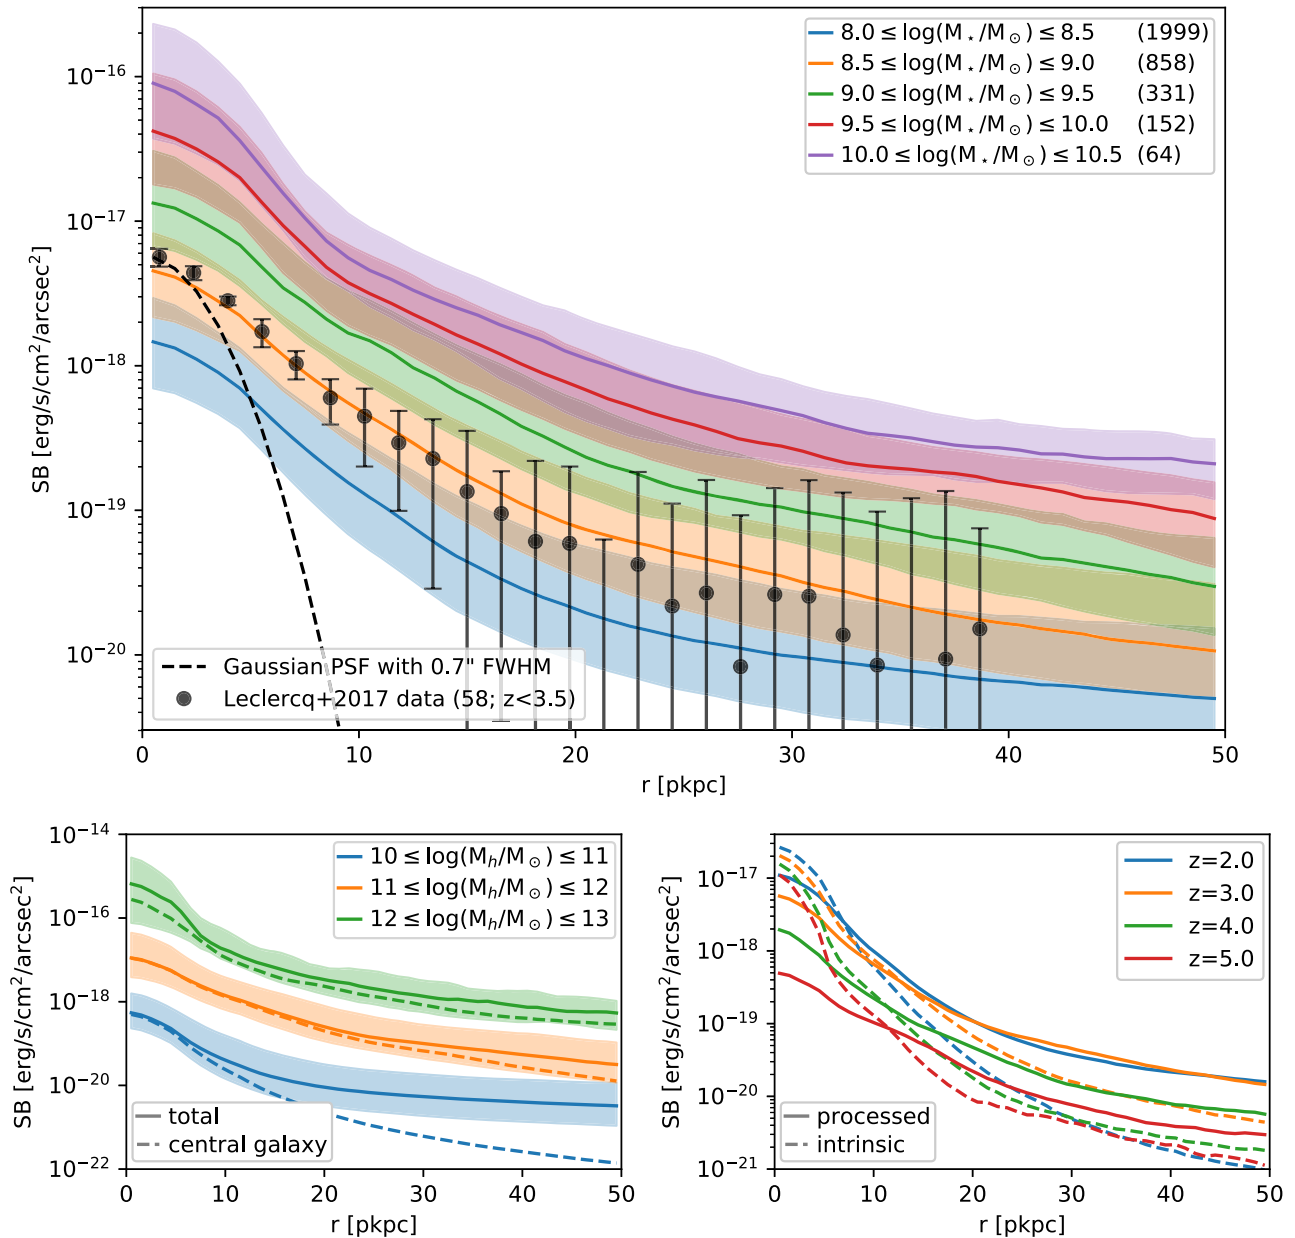 10⁻¹⁶
10⁻¹⁷
10⁻¹⁸
10⁻¹⁹
10⁻²⁰
SB [erg/s/cm²/arcsec²]
8.0 ≤ log(M⋆/M⊙) ≤ 8.5 (1999)
8.5 ≤ log(M⋆/M⊙) ≤ 9.0 (858)
9.0 ≤ log(M⋆/M⊙) ≤ 9.5 (331)
9.5 ≤ log(M⋆/M⊙) ≤ 10.0 (152)
10.0 ≤ log(M⋆/M⊙) ≤ 10.5 (64)
Gaussian PSF with 0.7" FWHM
Leclercq+2017 data (58; z<3.5)
0 10 20 30 40 50
r [pkpc]
10⁻¹⁴
10⁻¹⁶
10⁻¹⁸
10⁻²⁰
10⁻²²
SB [erg/s/cm²/arcsec²]
10 ≤ log(Mₕ/M⊙) ≤ 11
11 ≤ log(Mₕ/M⊙) ≤ 12
12 ≤ log(Mₕ/M⊙) ≤ 13
total
central galaxy
0 10 20 30 40 50
r [pkpc]
10⁻¹⁷
10⁻¹⁸
10⁻¹⁹
10⁻²⁰
10⁻²¹
SB [erg/s/cm²/arcsec²]
z=2.0
z=3.0
z=4.0
z=5.0
processed
intrinsic
0 10 20 30 40 50
r [pkpc]